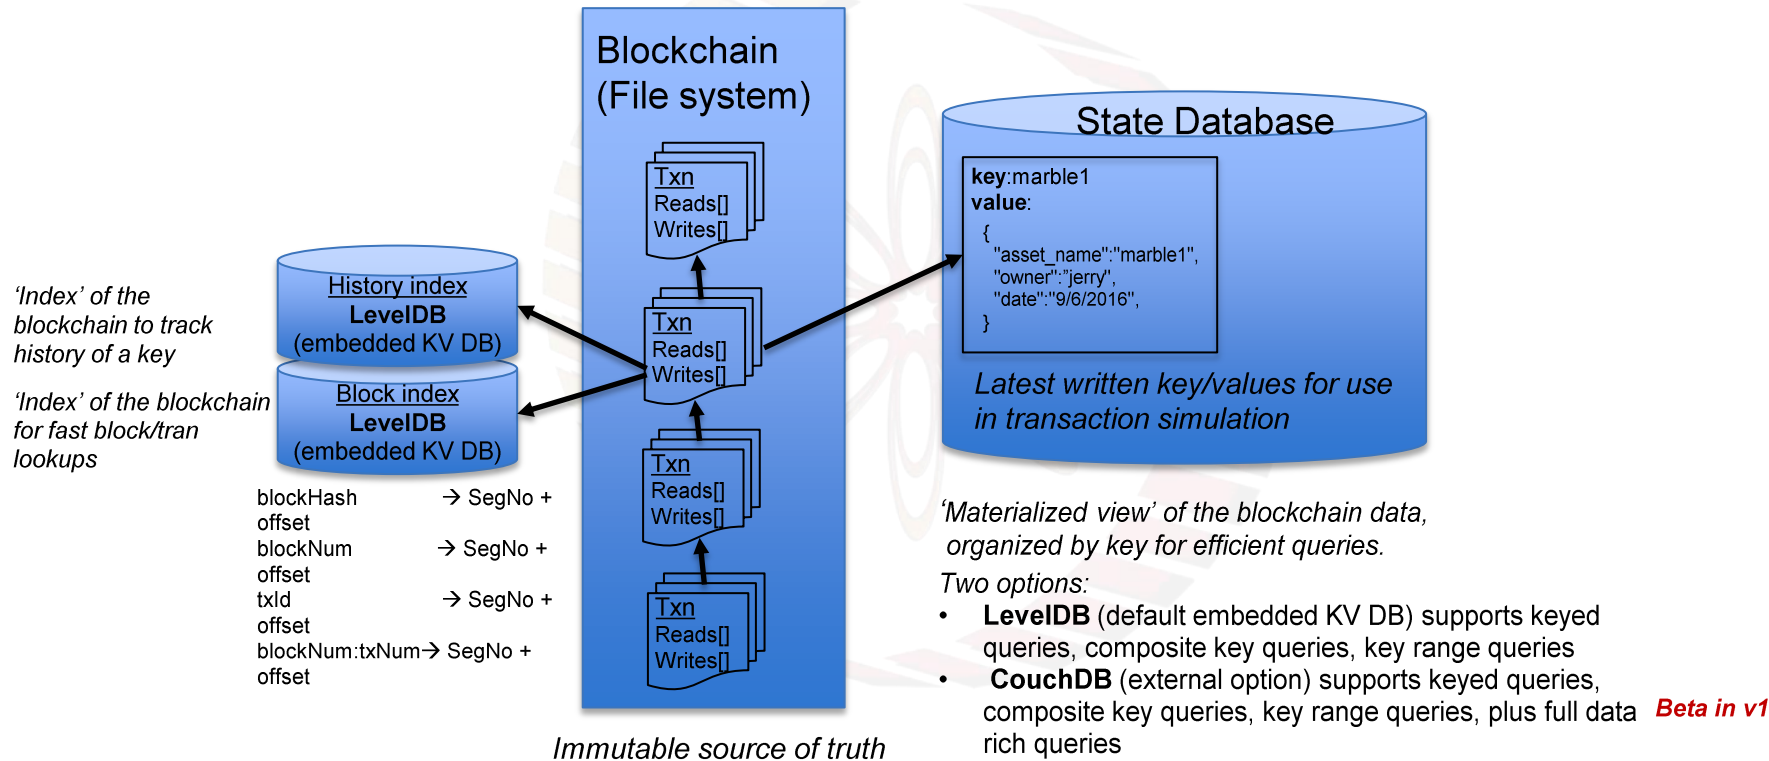 Blockchain
(File system)
Txn
Reads[]
Writes[]
Txn
Reads[]
Writes[]
Txn
Reads[]
Writes[]
Txn
Reads[]
Writes[]
Immutable source of truth
‘Index’ of the
blockchain to track
history of a key
History index
LevelDB
(embedded KV DB)
‘Index’ of the blockchain
for fast block/tran
lookups
Block index
LevelDB
(embedded KV DB)
blockHash → SegNo +
offset
blockNum → SegNo +
offset
txId → SegNo +
offset
blockNum:txNum→ SegNo +
offset
State Database
key:marble1
value:
{
"asset_name":"marble1",
"owner":”jerry",
"date":"9/6/2016",
}
Latest written key/values for use
in transaction simulation
‘Materialized view’ of the blockchain data,
organized by key for efficient queries.
Two options:
• LevelDB (default embedded KV DB) supports keyed
queries, composite key queries, key range queries
• CouchDB (external option) supports keyed queries,
composite key queries, key range queries, plus full data
rich queries
Beta in v1